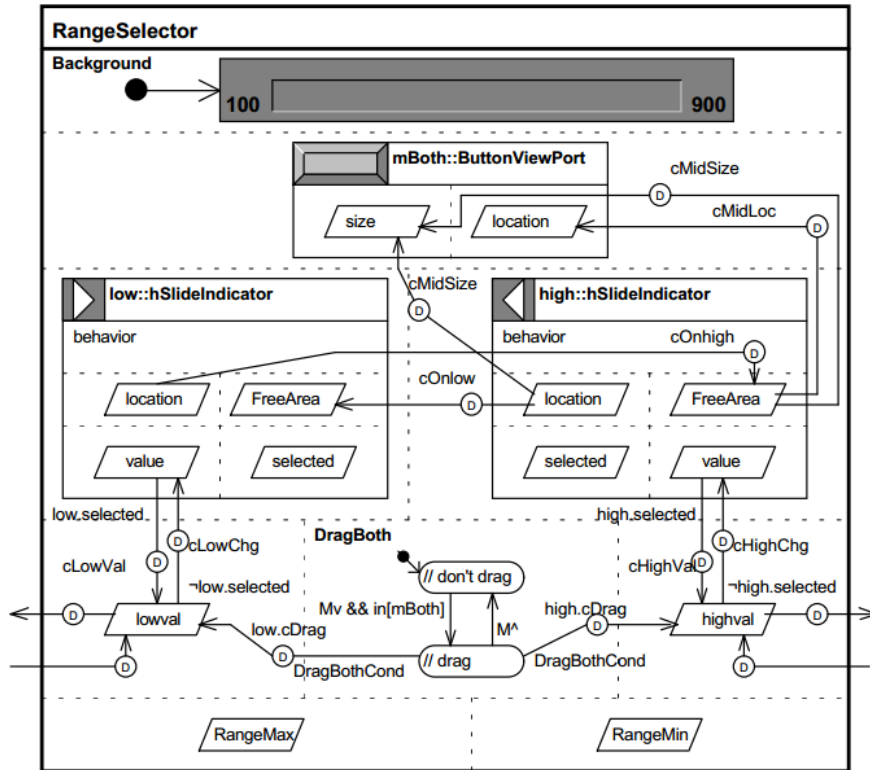 RangeSelector
Background
100 900
mBoth::ButtonViewPort
cMidSize
D
size location
cMidLoc
D
low::hSlideIndicator
cMidSize
high::hSlideIndicator
D
behavior
behavior cOnhigh
D
location FreeArea
cOnlow
D
location FreeArea
value selected
selected value
low.selected
high.selected
DragBoth
cLowVal D D cLowChg
cHighVal D D cHighChg
// don't drag
¬low.selected
¬high.selected
Mv && in[mBoth]
high.cDrag
D lowval
low.cDrag
M^
D
highval D
D
D
// drag
D
DragBothCond
DragBothCond
RangeMax RangeMin